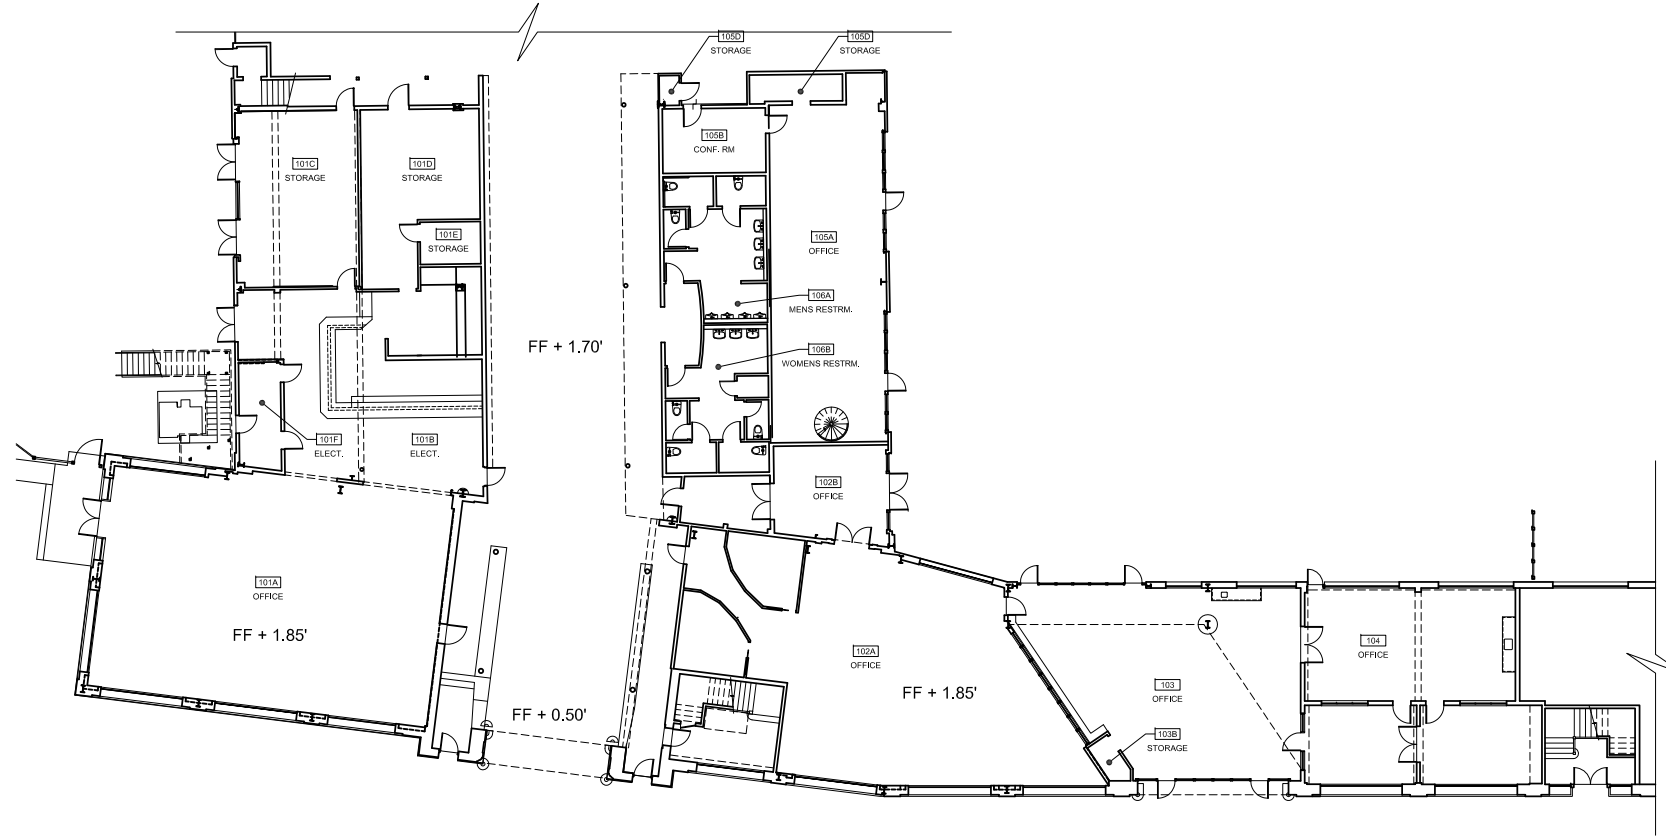 105D
STORAGE
105D
STORAGE
105B
CONF. RM
101C
STORAGE
101D
STORAGE
101E
STORAGE
105A
OFFICE
106A
MENS RESTRM.
FF + 1.70'
106B
WOMENS RESTRM.
101F
ELECT.
101B
ELECT.
102B
OFFICE
101A
OFFICE
FF + 1.85'
102A
OFFICE
FF + 1.85'
104
OFFICE
103
OFFICE
FF + 0.50'
103B
STORAGE